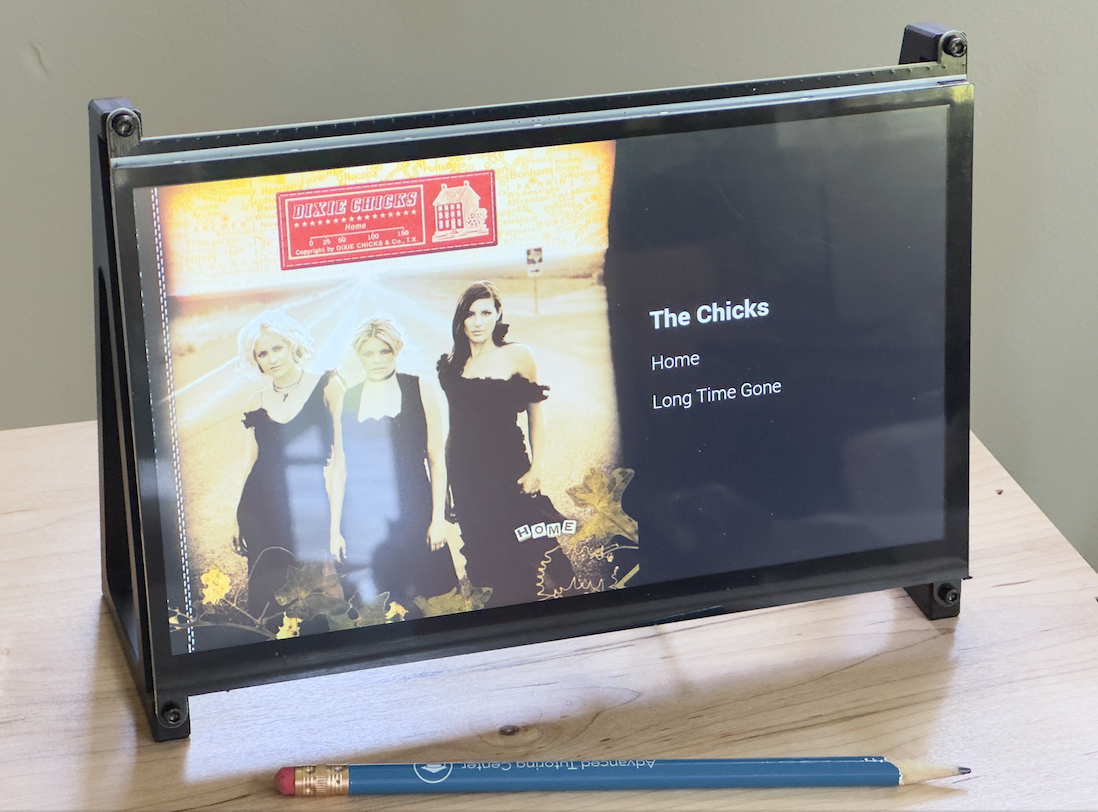 DIXIE CHICKS
Home
0 25 50 100 150
Copyright by DIXIE CHICKS & Co., T.X.
The Chicks
Home
Long Time Gone
HOME
Advanced Tutoring Center